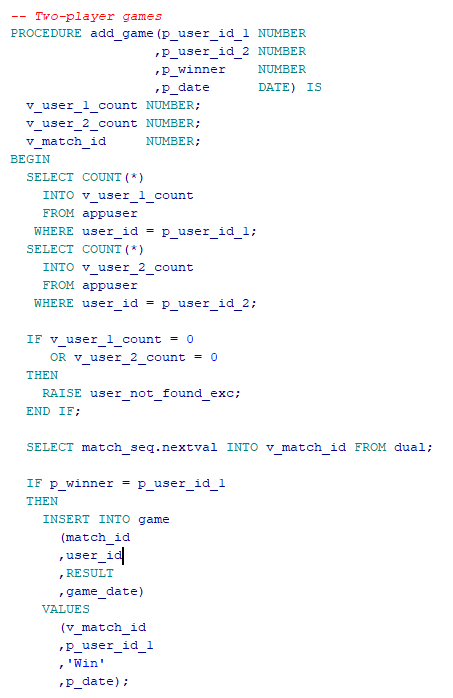 -- Two-player games
PROCEDURE add_game(p_user_id_1 NUMBER
                  ,p_user_id_2 NUMBER
                  ,p_winner    NUMBER
                  ,p_date      DATE) IS
  v_user_1_count NUMBER;
  v_user_2_count NUMBER;
  v_match_id     NUMBER;
BEGIN
  SELECT COUNT(*)
    INTO v_user_1_count
    FROM appuser
   WHERE user_id = p_user_id_1;
  SELECT COUNT(*)
    INTO v_user_2_count
    FROM appuser
   WHERE user_id = p_user_id_2;

  IF v_user_1_count = 0
     OR v_user_2_count = 0
  THEN
    RAISE user_not_found_exc;
  END IF;

  SELECT match_seq.nextval INTO v_match_id FROM dual;

  IF p_winner = p_user_id_1
  THEN
    INSERT INTO game
      (match_id
      ,user_id
      ,RESULT
      ,game_date)
    VALUES
      (v_match_id
      ,p_user_id_1
      ,'Win'
      ,p_date);